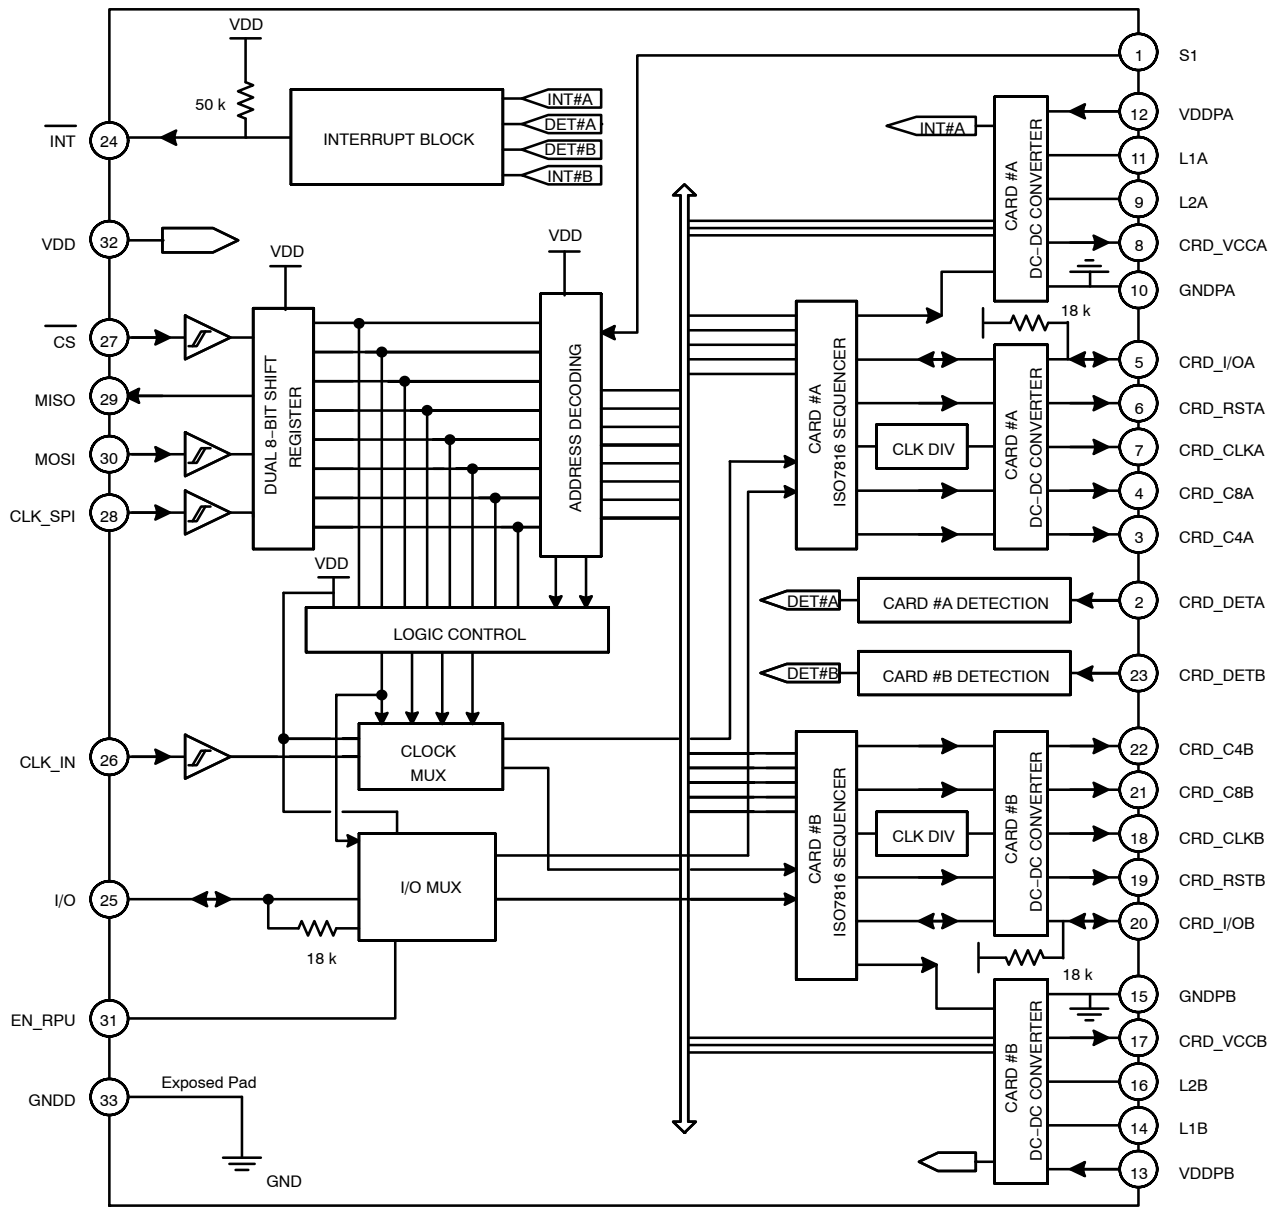 VDD
S1
1
50 k
INT#A
DET#A
DET#B
INT#B
INTERRUPT BLOCK
INT
24
INT#A
CARD #A
DC-DC CONVERTER
12
VDDPA
11
L1A
9
L2A
8
CRD_VCCA
10
GNDPA
VDD
32
VDD
VDD
CS
27
MISO
29
MOSI
30
CLK_SPI
28
DUAL 8-BIT SHIFT
REGISTER
ADDRESS DECODING
CARD #A
ISO7816 SEQUENCER
CLK DIV
CARD #A
DC-DC CONVERTER
18 k
5
CRD_I/OA
6
CRD_RSTA
7
CRD_CLKA
4
CRD_C8A
3
CRD_C4A
VDD
LOGIC CONTROL
DET#A
CARD #A DETECTION
2
CRD_DETA
DET#B
CARD #B DETECTION
23
CRD_DETB
CLK_IN
26
CLOCK
MUX
CARD #B
ISO7816 SEQUENCER
CLK DIV
CARD #B
DC-DC CONVERTER
22
CRD_C4B
21
CRD_C8B
18
CRD_CLKB
19
CRD_RSTB
20
CRD_I/OB
18 k
I/O
25
I/O MUX
18 k
EN_RPU
31
CARD #B
DC-DC CONVERTER
15
GNDPB
17
CRD_VCCB
16
L2B
14
L1B
13
VDDPB
GNDD
33
Exposed Pad
GND